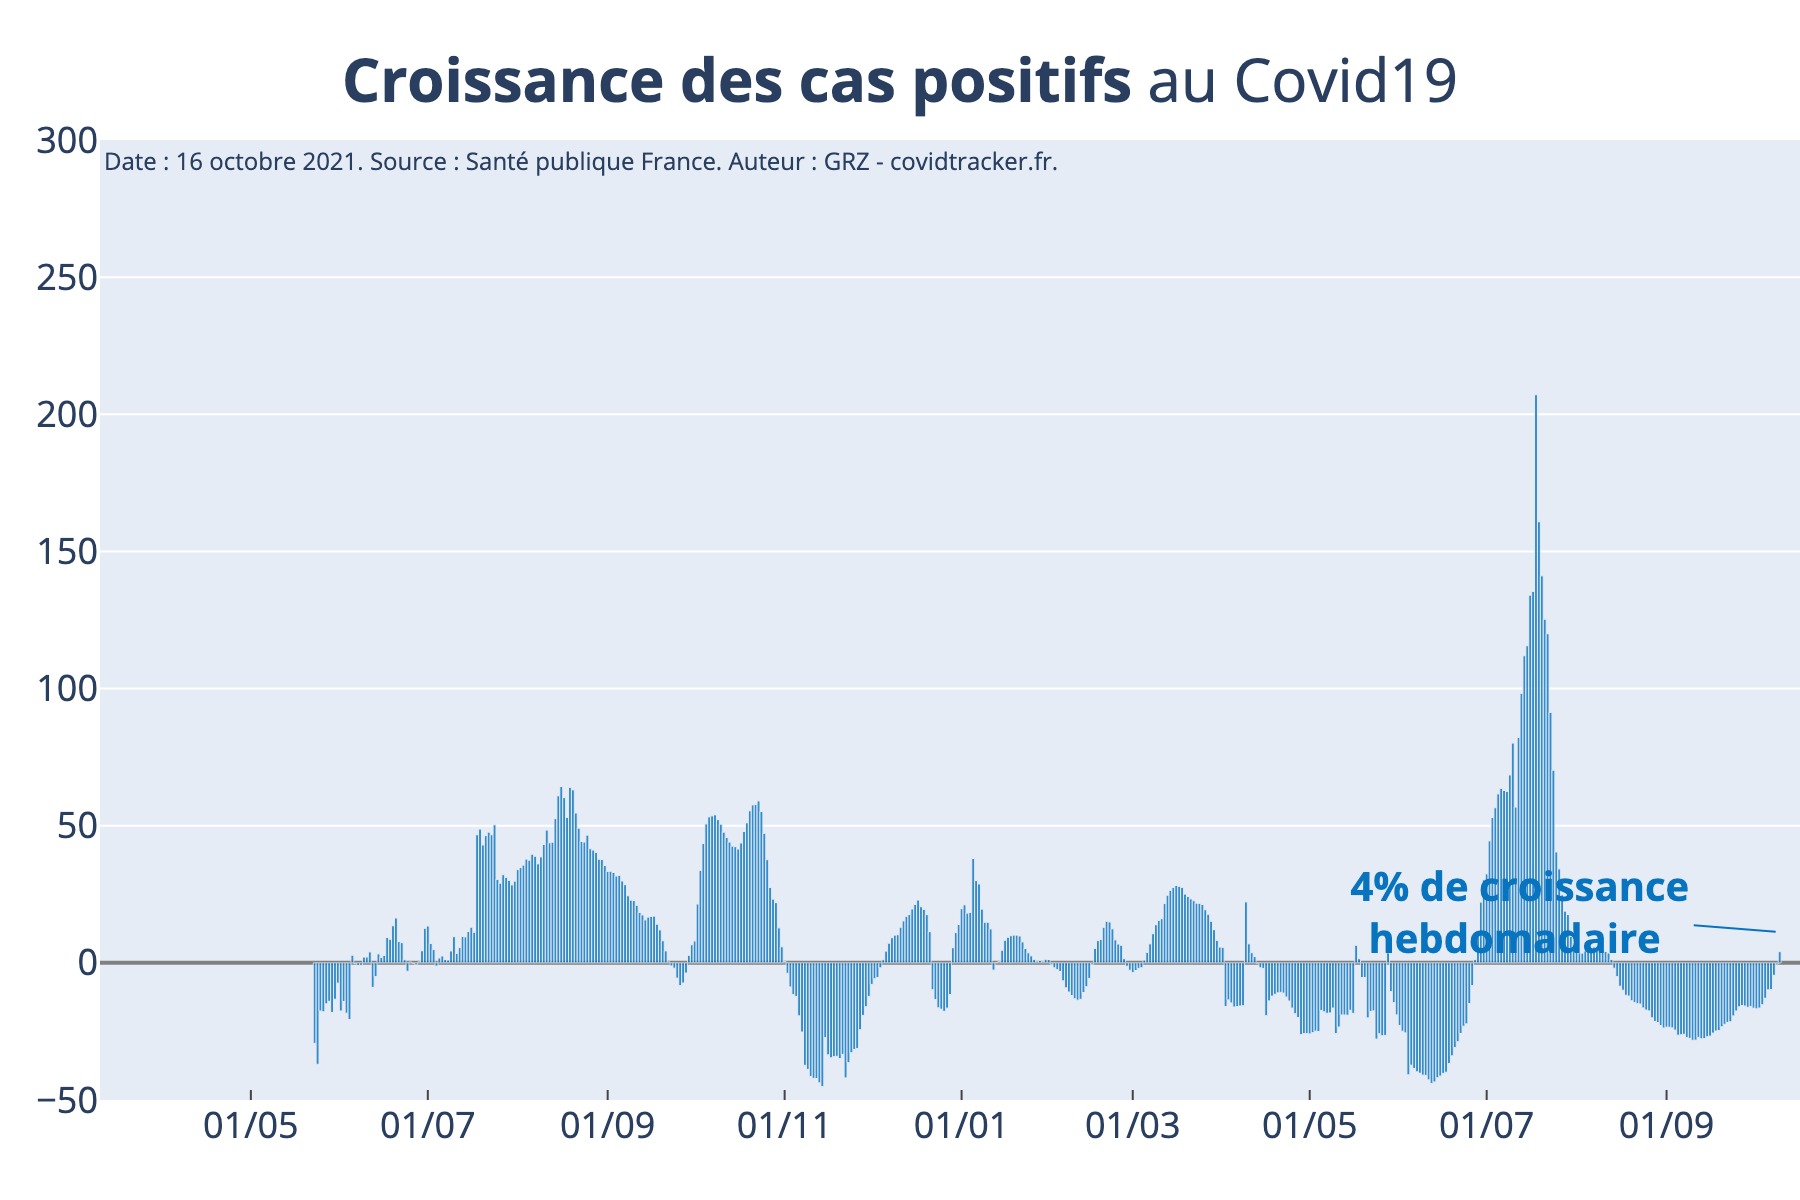 Croissance des cas positifs au Covid19
300
Date : 16 octobre 2021. Source : Santé publique France. Auteur : GRZ - covidtracker.fr.
250
200
150
100
50
4% de croissance
hebdomadaire
0
−50
01/05 01/07 01/09 01/11 01/01 01/03 01/05 01/07 01/09